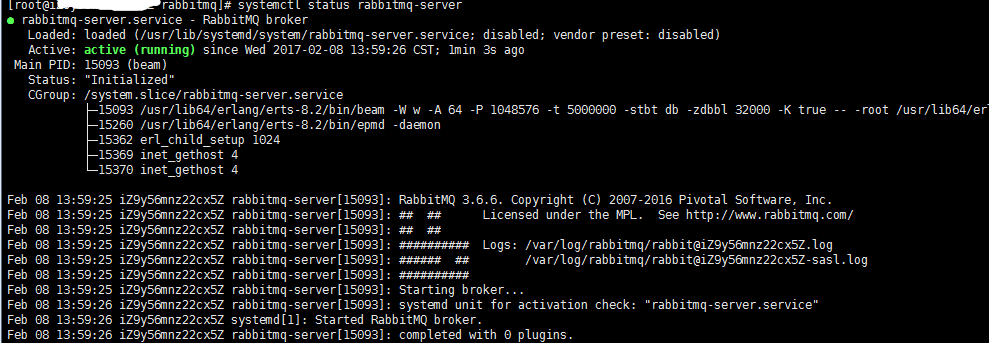 [root@iZ9y rabbitmq]# systemctl status rabbitmq-server
● rabbitmq-server.service - RabbitMQ broker
Loaded: loaded (/usr/lib/systemd/system/rabbitmq-server.service; disabled; vendor preset: disabled)
Active: active (running) since Wed 2017-02-08 13:59:26 CST; 1min 3s ago
Main PID: 15093 (beam)
Status: "Initialized"
CGroup: /system.slice/rabbitmq-server.service
├─15093 /usr/lib64/erlang/erts-8.2/bin/beam -W w -A 64 -P 1048576 -t 5000000 -stbt db -zdbbl 32000 -K true -- -root /usr/lib64/erl
├─15260 /usr/lib64/erlang/erts-8.2/bin/epmd -daemon
├─15362 erl_child_setup 1024
├─15369 inet_gethost 4
└─15370 inet_gethost 4
Feb 08 13:59:25 iZ9y56mnz22cx5Z rabbitmq-server[15093]: RabbitMQ 3.6.6. Copyright (C) 2007-2016 Pivotal Software, Inc.
Feb 08 13:59:25 iZ9y56mnz22cx5Z rabbitmq-server[15093]: ##  ##      Licensed under the MPL.  See http://www.rabbitmq.com/
Feb 08 13:59:25 iZ9y56mnz22cx5Z rabbitmq-server[15093]: ##  ##
Feb 08 13:59:25 iZ9y56mnz22cx5Z rabbitmq-server[15093]: ##########  Logs: /var/log/rabbitmq/rabbit@iZ9y56mnz22cx5Z.log
Feb 08 13:59:25 iZ9y56mnz22cx5Z rabbitmq-server[15093]: ######  ##        /var/log/rabbitmq/rabbit@iZ9y56mnz22cx5Z-sasl.log
Feb 08 13:59:25 iZ9y56mnz22cx5Z rabbitmq-server[15093]: ##########
Feb 08 13:59:25 iZ9y56mnz22cx5Z rabbitmq-server[15093]: Starting broker...
Feb 08 13:59:26 iZ9y56mnz22cx5Z rabbitmq-server[15093]: systemd unit for activation check: "rabbitmq-server.service"
Feb 08 13:59:26 iZ9y56mnz22cx5Z systemd[1]: Started RabbitMQ broker.
Feb 08 13:59:26 iZ9y56mnz22cx5Z rabbitmq-server[15093]: completed with 0 plugins.